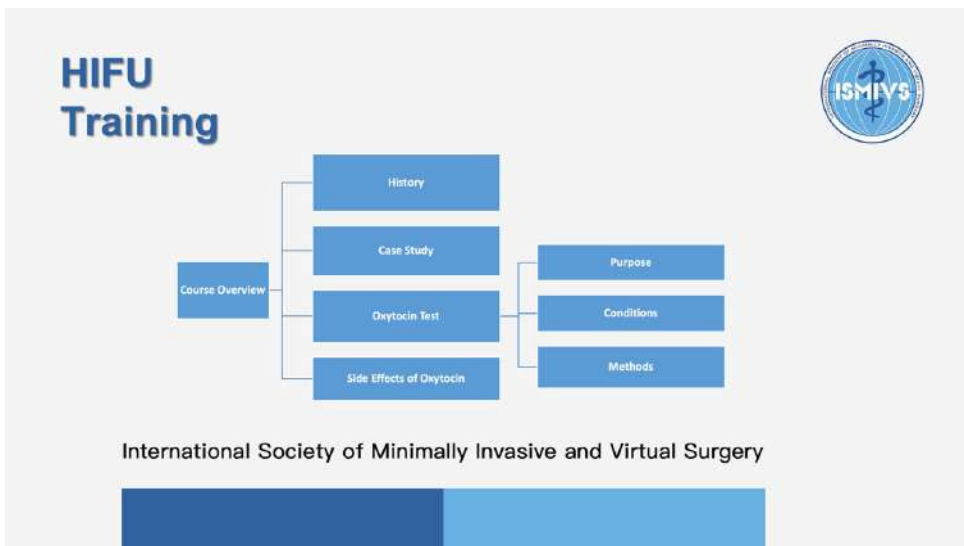 HIFU
Training
ISMIVS
History
Case Study
Course Overview
Oxytocin Test
Side Effects of Oxytocin
Purpose
Conditions
Methods
International Society of Minimally Invasive and Virtual Surgery